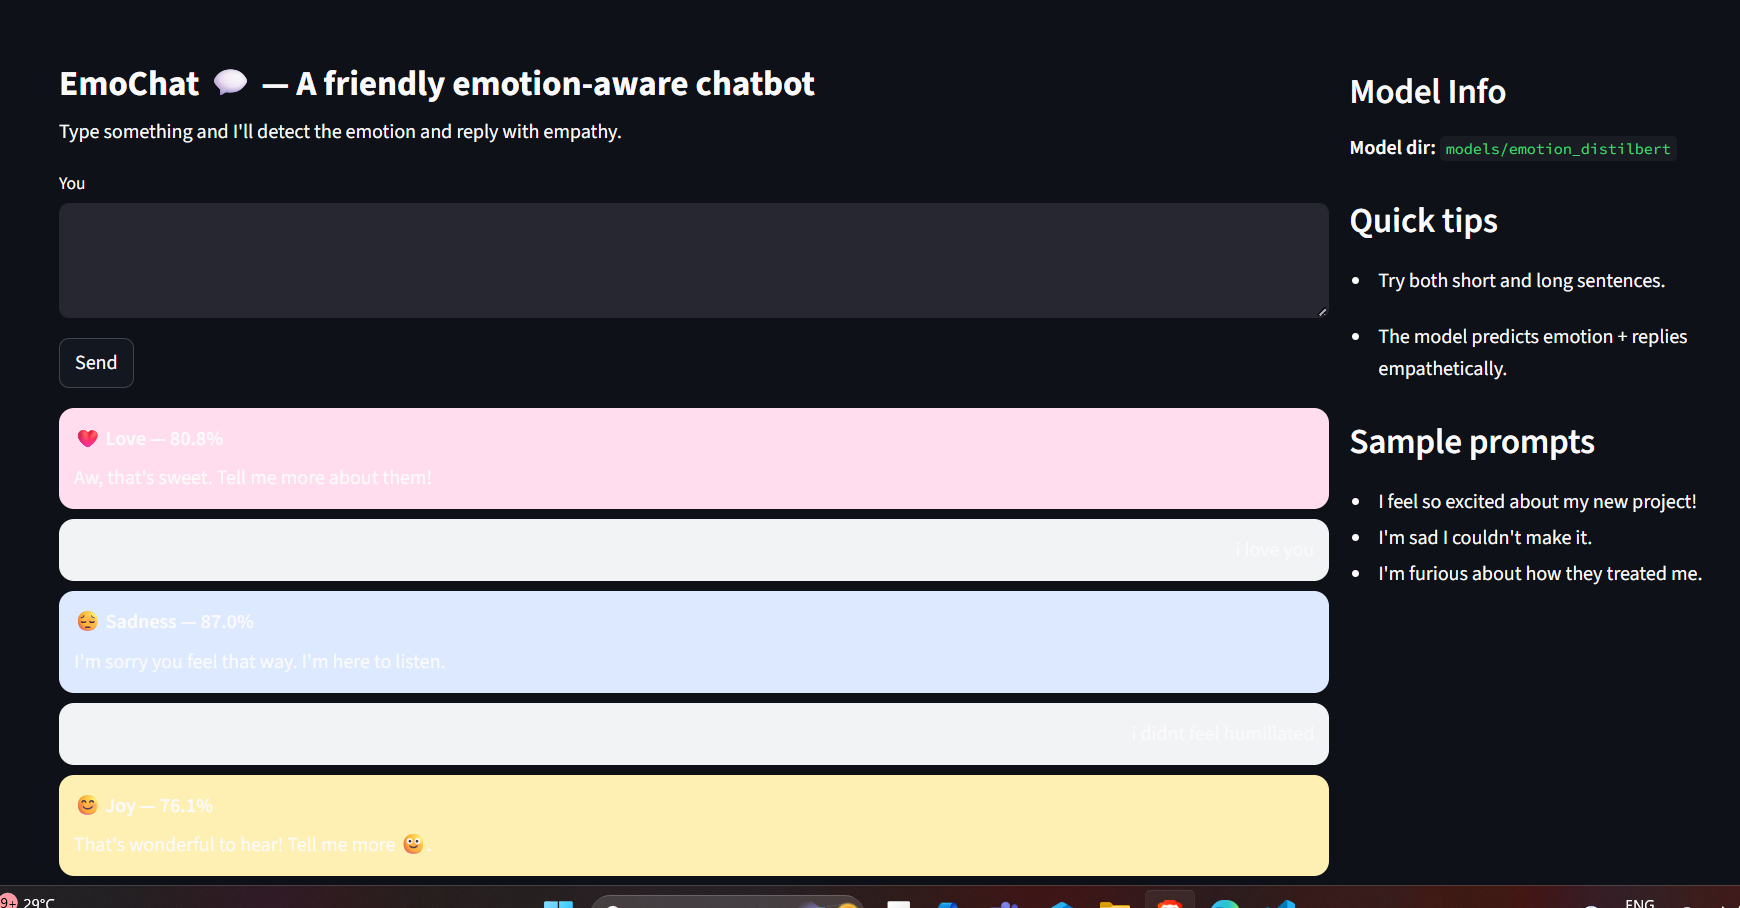 EmoChat 💬 — A friendly emotion-aware chatbot
Type something and I'll detect the emotion and reply with empathy.
You
Send
❤️ Love — 80.8%
Aw, that's sweet. Tell me more about them!
i love you
😔 Sadness — 87.0%
I'm sorry you feel that way. I'm here to listen.
i didnt feel humiliated
😊 Joy — 76.1%
That's wonderful to hear! Tell me more 🙂.
Model Info
Model dir: models/emotion_distilbert
Quick tips
• Try both short and long sentences.
• The model predicts emotion + replies
empathetically.
Sample prompts
• I feel so excited about my new project!
• I'm sad I couldn't make it.
• I'm furious about how they treated me.
9+ 29°C
ENG